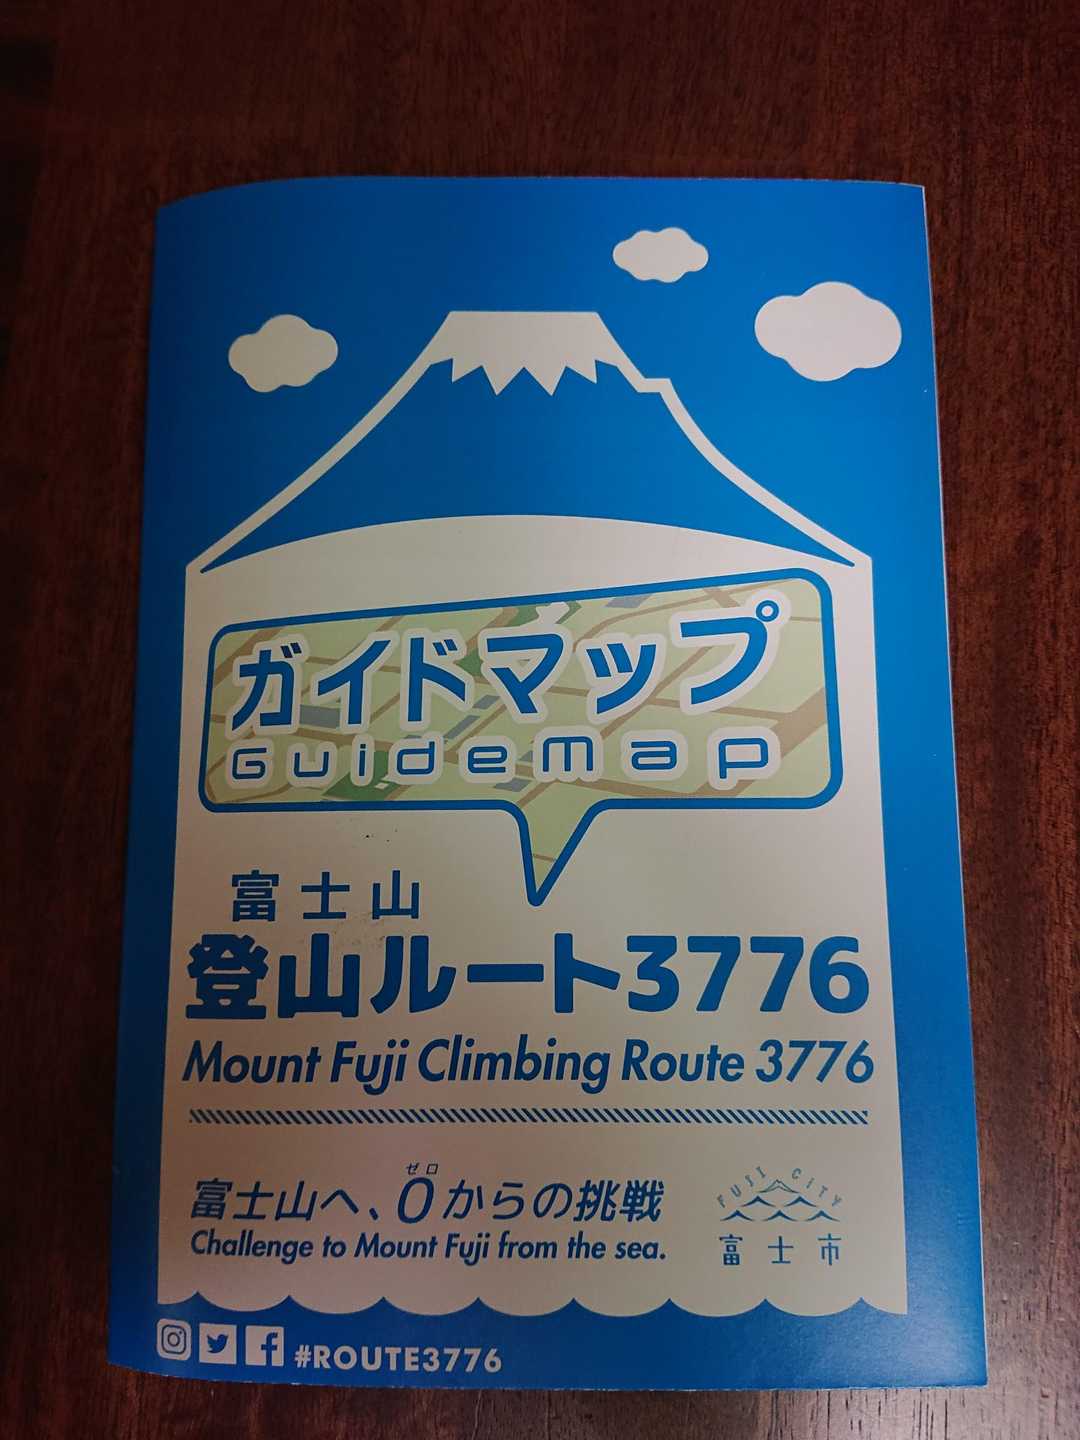 ガイドマップ
GuideMap
富士山
登山ルート3776
Mount Fuji Climbing Route 3776
ゼロ
富士山へ、0からの挑戦
Challenge to Mount Fuji from the sea.
FUJI CITY
富士市
#ROUTE3776